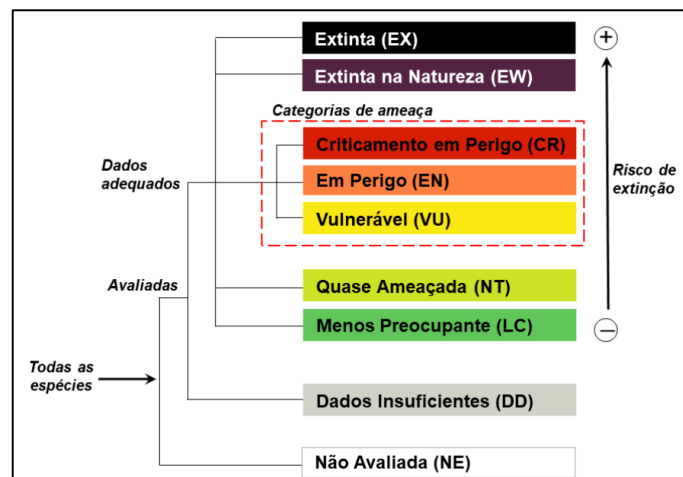 Extinta (EX)
Extinta na Natureza (EW)
Categorias de ameaça
Criticamento em Perigo (CR)
Dados
adequados
Em Perigo (EN)
Risco de
extinção
Vulnerável (VU)
Avaliadas
Quase Ameaçada (NT)
Menos Preocupante (LC)
Todas as
espécies
Dados Insuficientes (DD)
Não Avaliada (NE)